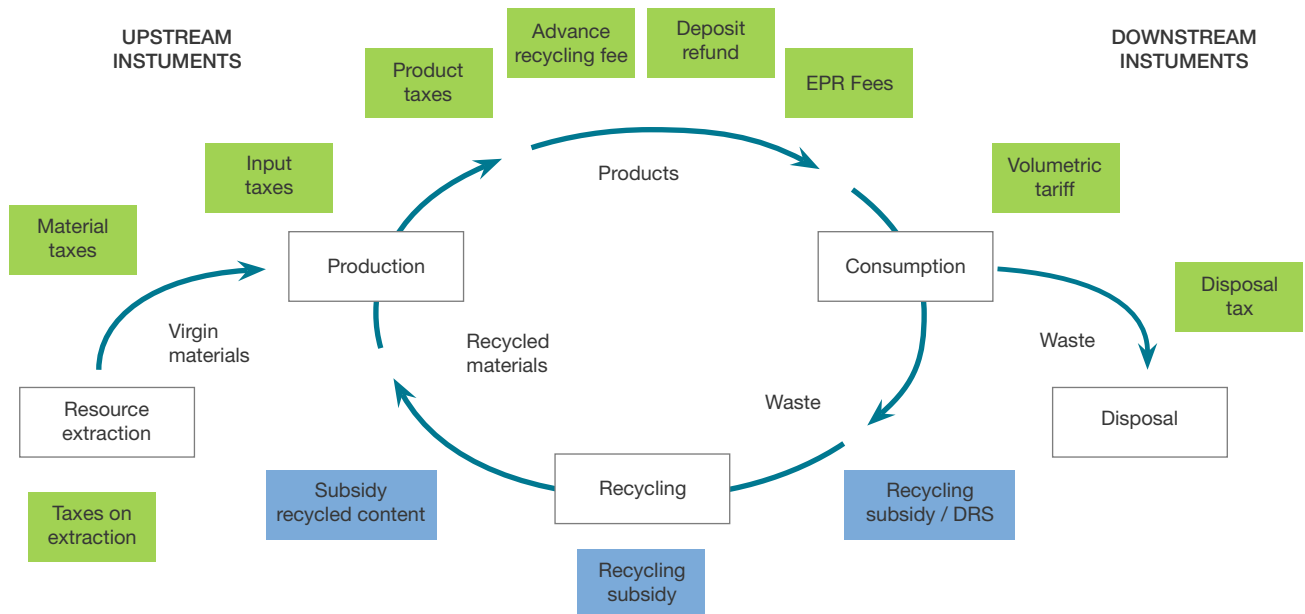 UPSTREAM
INSTUMENTS
Advance
recycling fee
Deposit
refund
DOWNSTREAM
INSTUMENTS
Product
taxes
EPR Fees
Input
taxes
Products
Volumetric
tariff
Material
taxes
Production
Consumption
Disposal
tax
Virgin
materials
Recycled
materials
Waste
Resource
extraction
Waste
Disposal
Subsidy
recycled content
Recycling
Recycling
subsidy / DRS
Taxes on
extraction
Recycling
subsidy